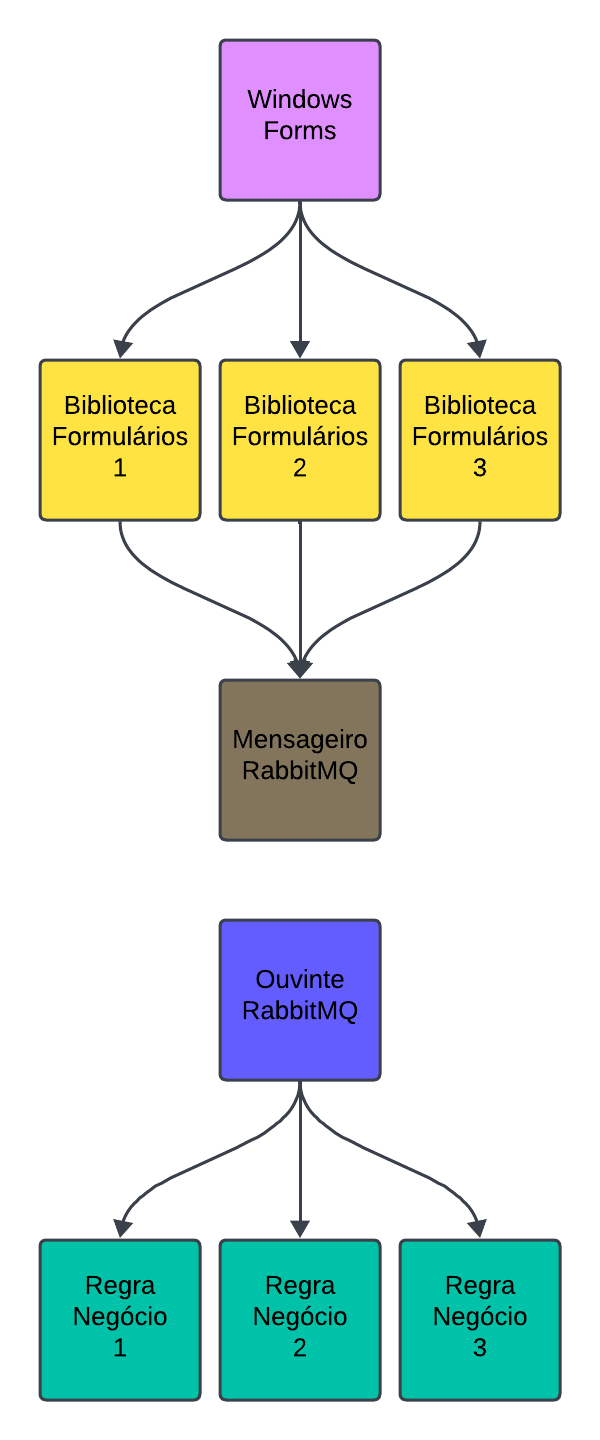 Windows
Forms
Biblioteca
Formulários
1
Biblioteca
Formulários
2
Biblioteca
Formulários
3
Mensageiro
RabbitMQ
Ouvinte
RabbitMQ
Regra
Negócio
1
Regra
Negócio
2
Regra
Negócio
3